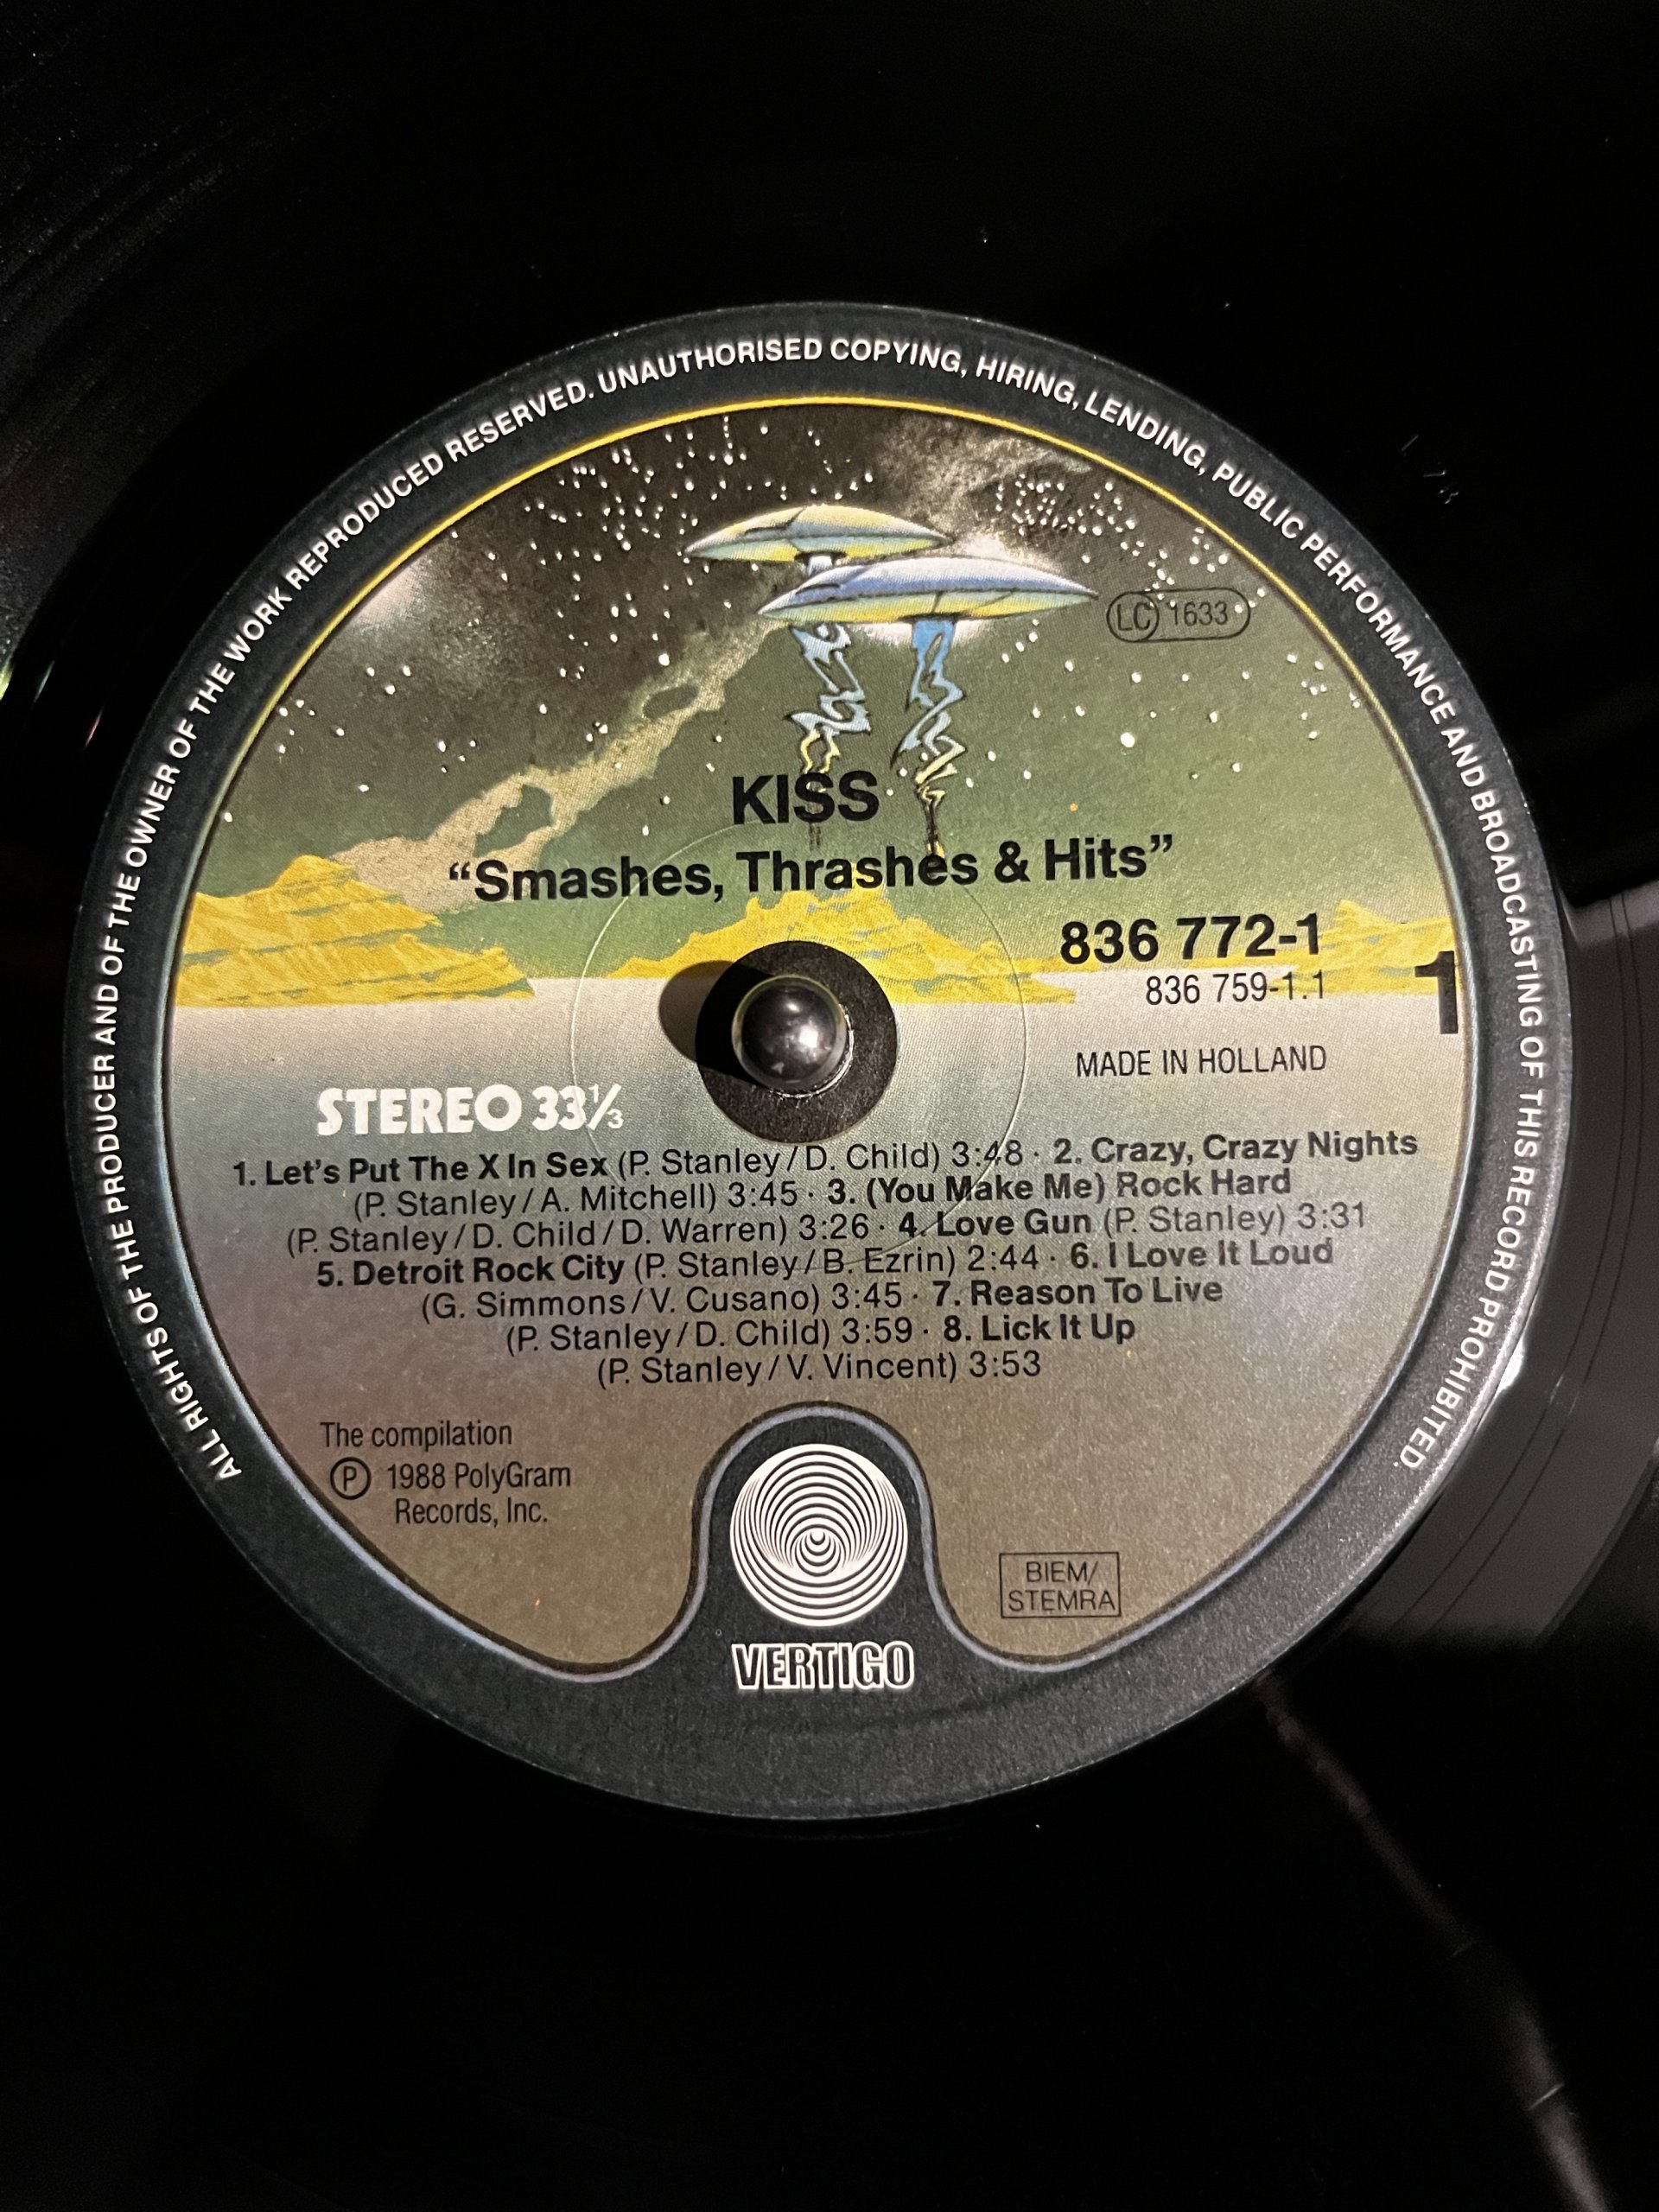 ALL RIGHTS OF THE PRODUCER AND OF THE OWNER OF THE WORK REPRODUCED RESERVED. UNAUTHORISED COPYING, HIRING, LENDING, PUBLIC PERFORMANCE AND BROADCASTING OF THIS RECORD PROHIBITED.
LC 1633
KISS
“Smashes, Thrashes & Hits”
836 772-1
836 759-1.1
1
MADE IN HOLLAND
STEREO 33⅓
1. Let's Put The X In Sex (P. Stanley/D. Child) 3:48 · 2. Crazy, Crazy Nights
(P. Stanley/A. Mitchell) 3:45 · 3. (You Make Me) Rock Hard
(P. Stanley/D. Child/D. Warren) 3:26 · 4. Love Gun (P. Stanley) 3:31
5. Detroit Rock City (P. Stanley/B. Ezrin) 2:44 · 6. I Love It Loud
(G. Simmons/V. Cusano) 3:45 · 7. Reason To Live
(P. Stanley/D. Child) 3:59 · 8. Lick It Up
(P. Stanley/V. Vincent) 3:53
The compilation
Ⓟ 1988 PolyGram
Records, Inc.
BIEM/
STEMRA
VERTIGO